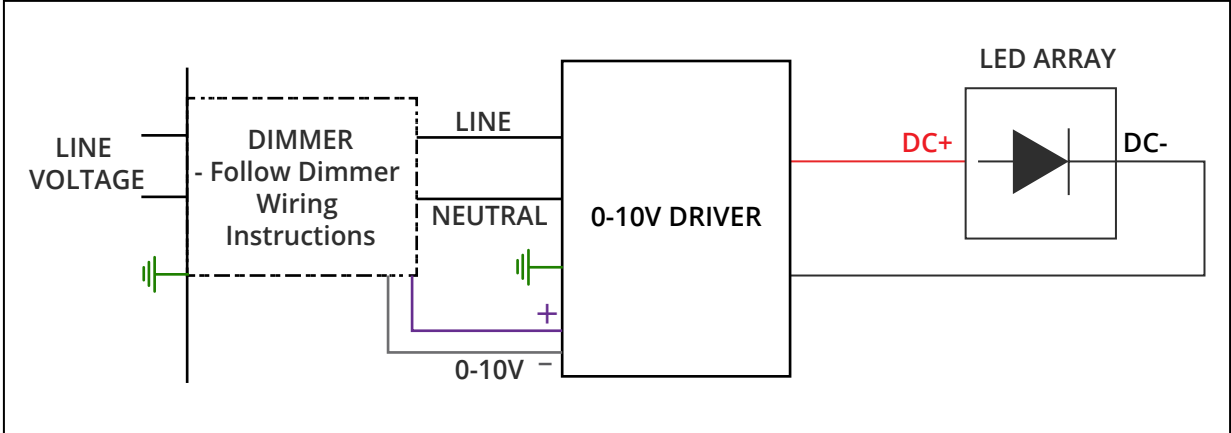 LED ARRAY
LINE
VOLTAGE
DIMMER
- Follow Dimmer
Wiring
Instructions
LINE
NEUTRAL
+
0-10V −
0-10V DRIVER
DC+
DC-